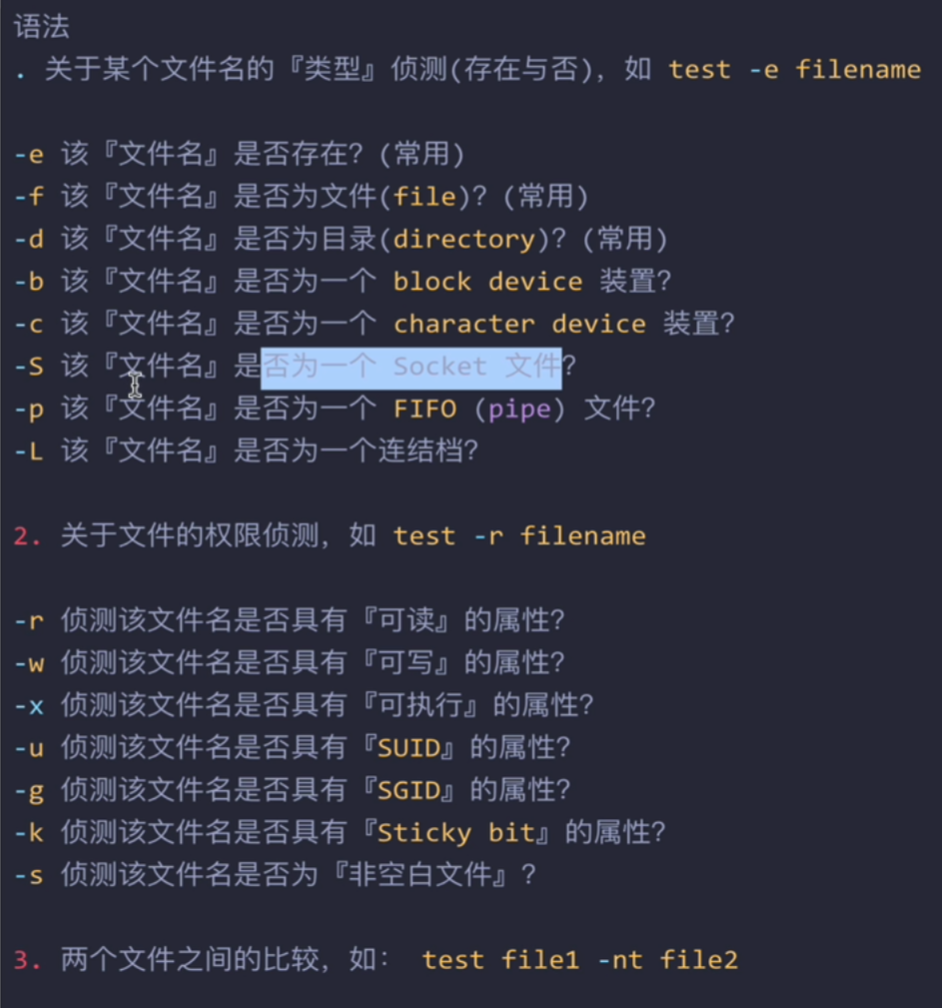 语法
. 关于某个文件名的『类型』侦测(存在与否)，如 test -e filename
-e 该『文件名』是否存在？(常用)
-f 该『文件名』是否为文件(file)？(常用)
-d 该『文件名』是否为目录(directory)？(常用)
-b 该『文件名』是否为一个 block device 装置？
-c 该『文件名』是否为一个 character device 装置？
-S 该『文件名』是否为一个 Socket 文件？
-p 该『文件名』是否为一个 FIFO (pipe) 文件？
-L 该『文件名』是否为一个连结档？
2. 关于文件的权限侦测，如 test -r filename
-r 侦测该文件名是否具有『可读』的属性？
-w 侦测该文件名是否具有『可写』的属性？
-x 侦测该文件名是否具有『可执行』的属性？
-u 侦测该文件名是否具有『SUID』的属性？
-g 侦测该文件名是否具有『SGID』的属性？
-k 侦测该文件名是否具有『Sticky bit』的属性？
-s 侦测该文件名是否为『非空白文件』？
3. 两个文件之间的比较，如： test file1 -nt file2